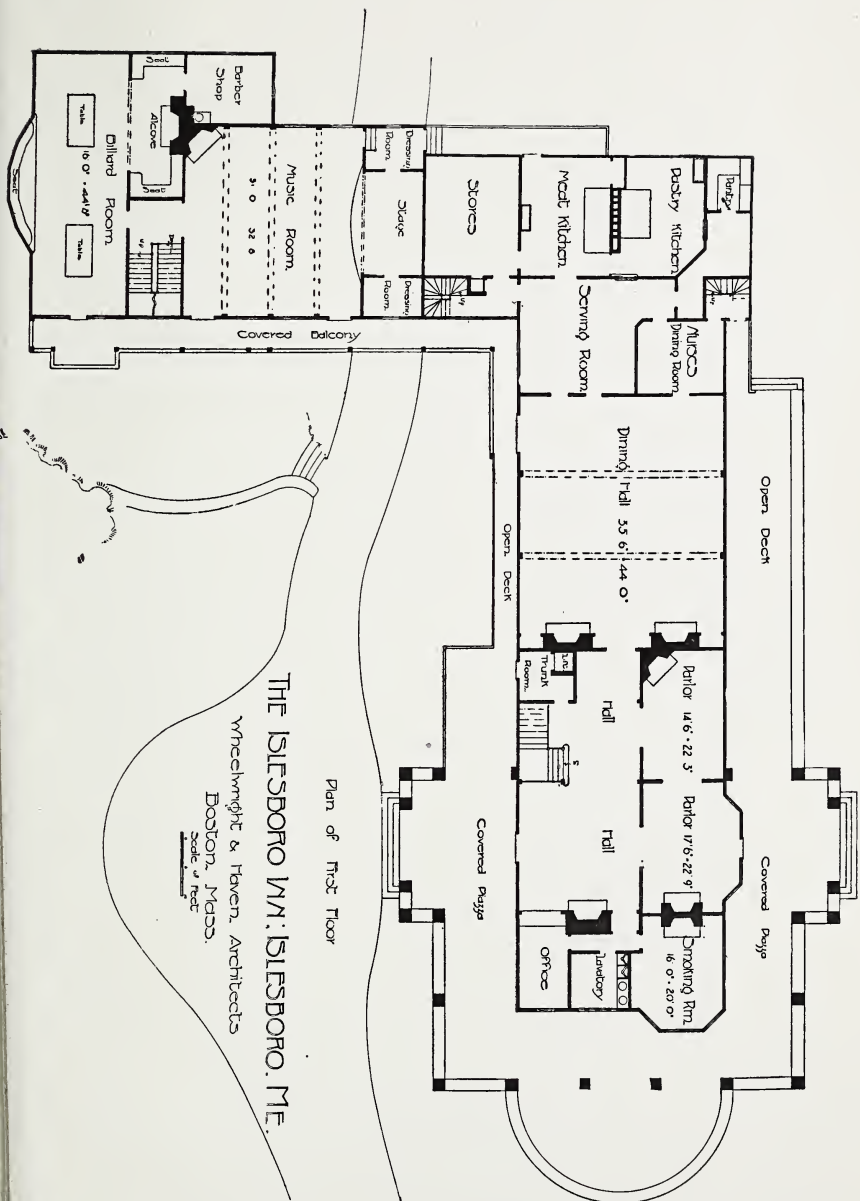 Barber
Shop
Seat
Alcove
Seat
Table
Billard Room
16'0" · 44'8"
Table
Seat
Music Room
31·0 32 6
Dressing
Room
Stage
Dressing
Room
Stores
Meat Kitchen
Pastry Kitchen
Pantry
Serving Room
Nurses
Dining Room
Up
Covered Balcony
Dining Hall 35'6" · 44'0"
Open Deck
Open Deck
Trunk
Room
Hall
Hall
Parlor 14'6" · 22'3"
Parlor 17'6" · 22'9"
Smoking Rm
16'0" · 20'0"
Lavatory
Office
Covered Piazza
Covered Piazza
Plan of First Floor
THE ISLESBORO INN: ISLESBORO. ME.
Wheelwright & Haven, Architects
Boston, Mass.
Scale of Feet